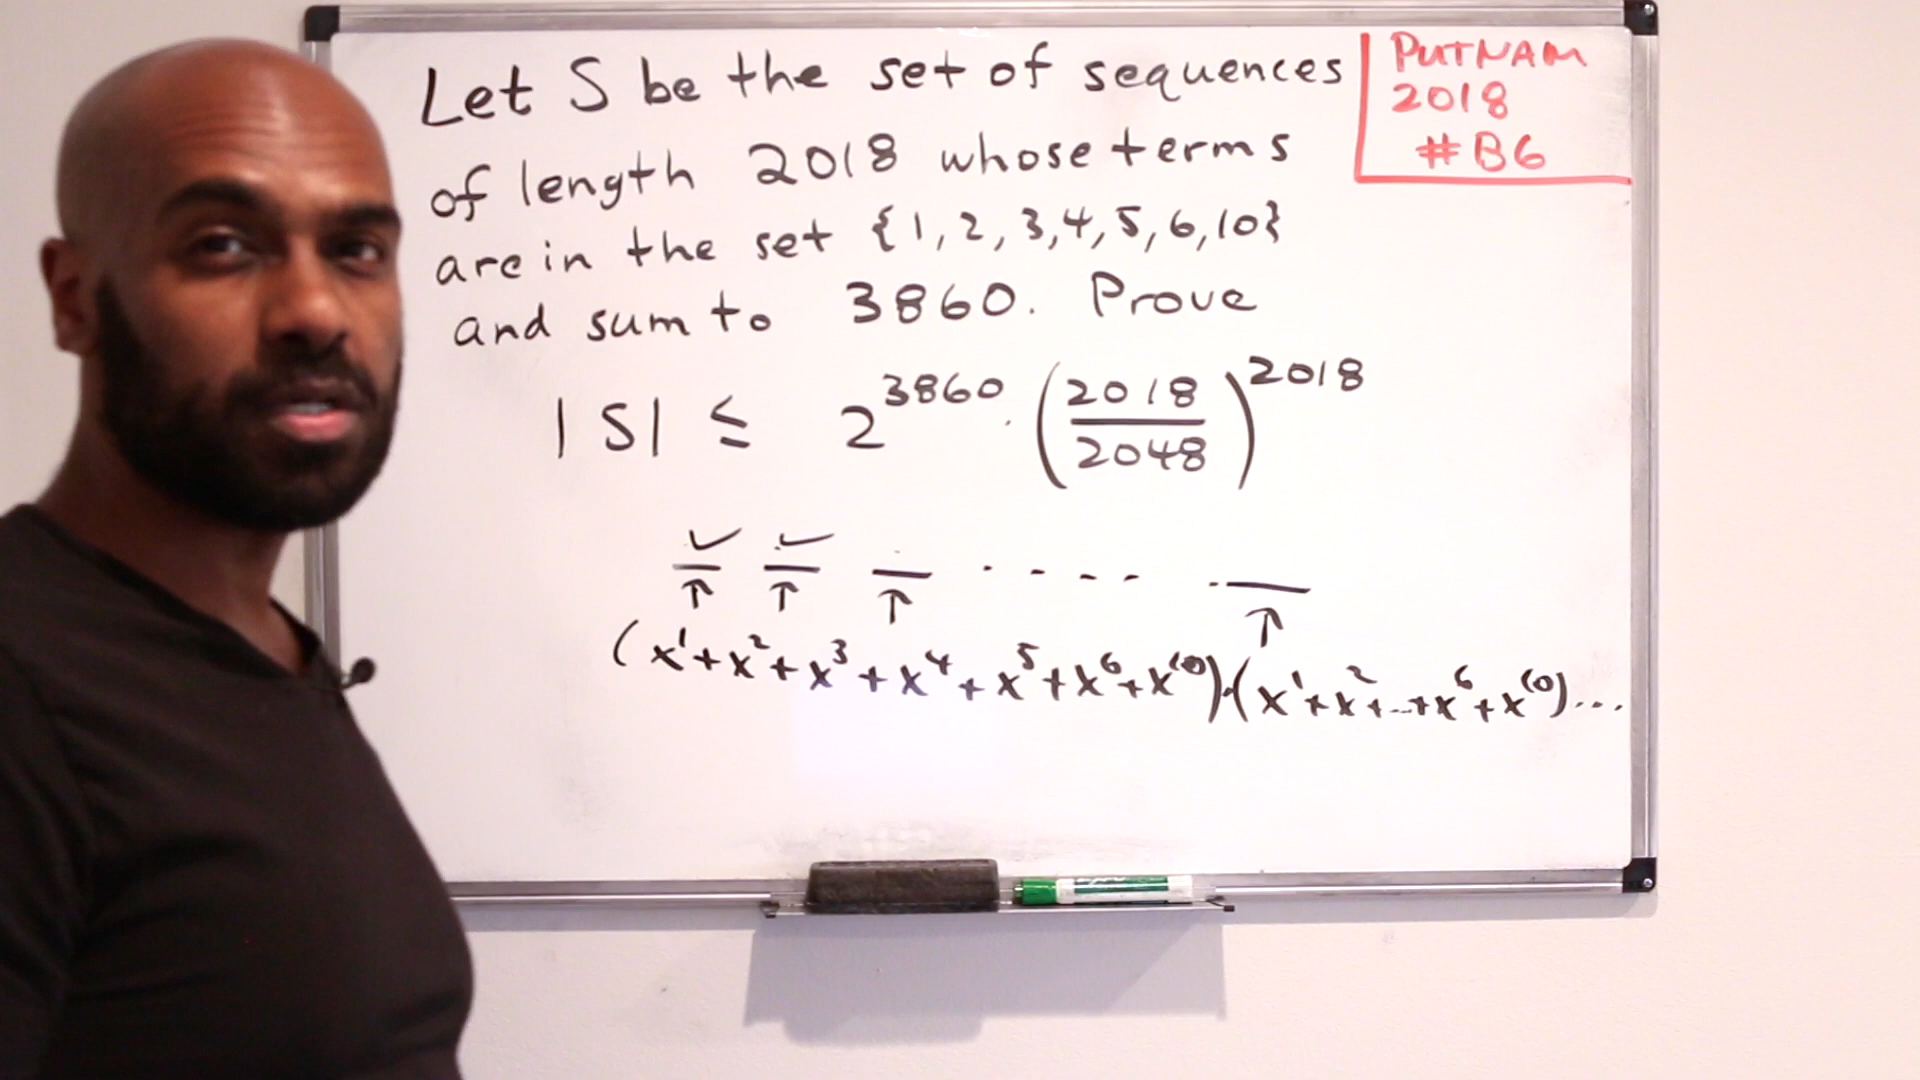 Let S be the set of sequences
of length 2018 whose terms
are in the set {1, 2, 3, 4, 5, 6, 10}
and sum to 3860. Prove
|S| ≤ 2^3860 · (2018/2048)^2018
PUTNAM
2018
#B6
(x^1 + x^2 + x^3 + x^4 + x^5 + x^6 + x^10) · (x^1 + x^2 + ... + x^6 + x^10) ...